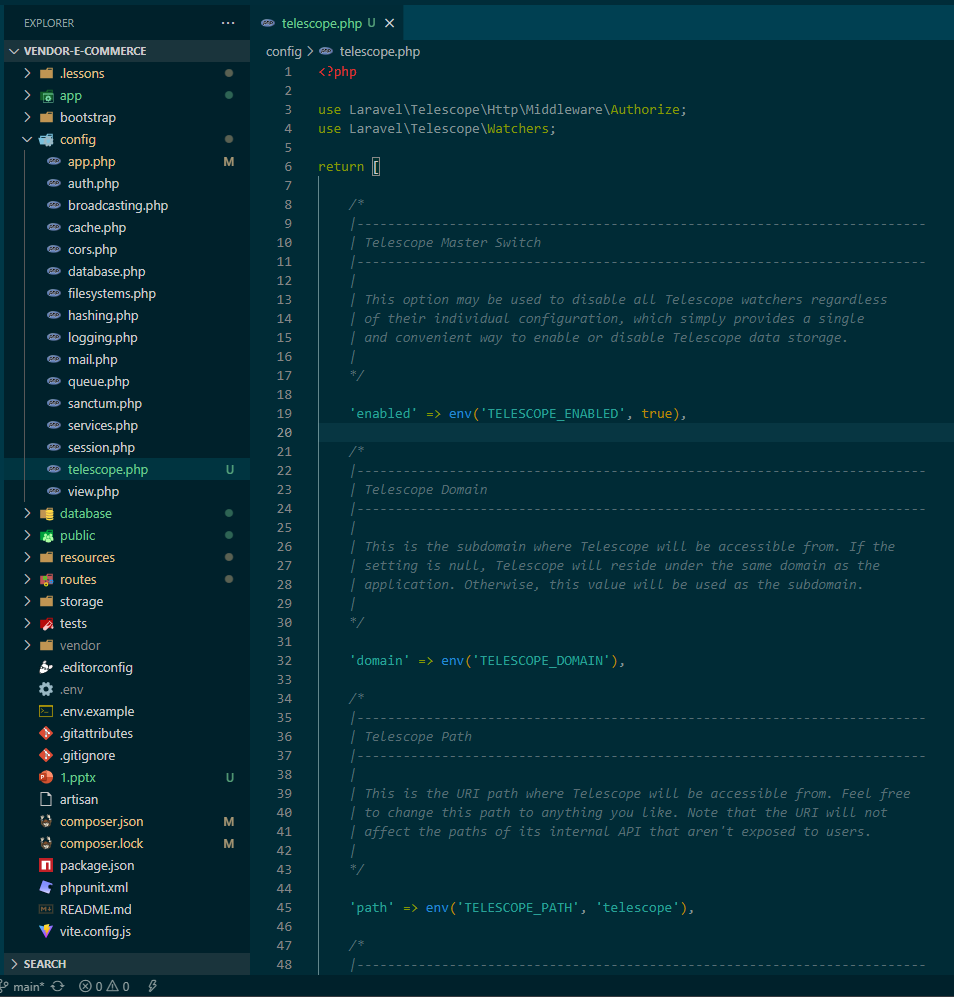 EXPLORER ...
VENDOR-E-COMMERCE
.lessons
app
bootstrap
config
app.php M
auth.php
broadcasting.php
cache.php
cors.php
database.php
filesystems.php
hashing.php
logging.php
mail.php
queue.php
sanctum.php
services.php
session.php
telescope.php U
view.php
database
public
resources
routes
storage
tests
vendor
.editorconfig
.env
.env.example
.gitattributes
.gitignore
1.pptx U
artisan
composer.json M
composer.lock M
package.json
phpunit.xml
README.md
vite.config.js
SEARCH
main* 0 0
telescope.php U ×
config > telescope.php
1 <?php
2
3 use Laravel\Telescope\Http\Middleware\Authorize;
4 use Laravel\Telescope\Watchers;
5
6 return [
7
8 /*
9 |--------------------------------------------------------------------------
10 | Telescope Master Switch
11 |--------------------------------------------------------------------------
12 |
13 | This option may be used to disable all Telescope watchers regardless
14 | of their individual configuration, which simply provides a single
15 | and convenient way to enable or disable Telescope data storage.
16 |
17 */
18
19 'enabled' => env('TELESCOPE_ENABLED', true),
20
21 /*
22 |--------------------------------------------------------------------------
23 | Telescope Domain
24 |--------------------------------------------------------------------------
25 |
26 | This is the subdomain where Telescope will be accessible from. If the
27 | setting is null, Telescope will reside under the same domain as the
28 | application. Otherwise, this value will be used as the subdomain.
29 |
30 */
31
32 'domain' => env('TELESCOPE_DOMAIN'),
33
34 /*
35 |--------------------------------------------------------------------------
36 | Telescope Path
37 |--------------------------------------------------------------------------
38 |
39 | This is the URI path where Telescope will be accessible from. Feel free
40 | to change this path to anything you like. Note that the URI will not
41 | affect the paths of its internal API that aren't exposed to users.
42 |
43 */
44
45 'path' => env('TELESCOPE_PATH', 'telescope'),
46
47 /*
48 |--------------------------------------------------------------------------